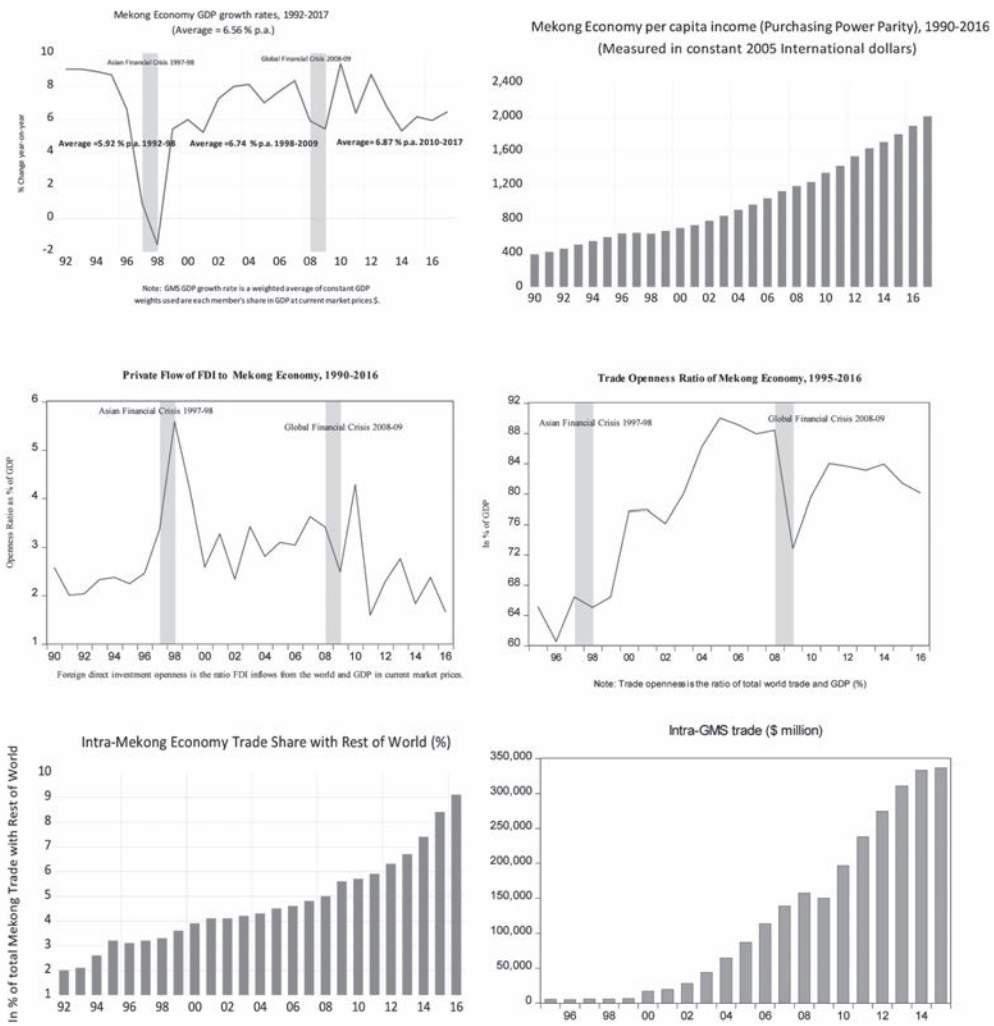 Mekong Economy GDP growth rates, 1992-2017
(Average = 6.56 % p.a.)
10
8
6
4
2
0
-2
% Change year-on-year
Asian Financial Crisis 1997-98
Global Financial Crisis 2008-09
Average =5.92 % p.a. 1992-98
Average =6.74 % p.a. 1998-2009
Average= 6.87 % p.a. 2010-2017
92 94 96 98 00 02 04 06 08 10 12 14 16
Note: GMS GDP growth rate is a weighted average of constant GDP
weights used are each member's share in GDP at current market prices $.
Mekong Economy per capita income (Purchasing Power Parity), 1990-2016
(Measured in constant 2005 International dollars)
2,400
2,000
1,600
1,200
800
400
0
90 92 94 96 98 00 02 04 06 08 10 12 14 16
Private Flow of FDI to Mekong Economy, 1990-2016
6
5
4
3
2
1
Openness Ratio as % of GDP
Asian Financial Crisis 1997-98
Global Financial Crisis 2008-09
90 92 94 96 98 00 02 04 06 08 10 12 14 16
Foreign direct investment openness is the ratio FDI inflows from the world and GDP in current market prices.
Trade Openness Ratio of Mekong Economy, 1995-2016
92
88
84
80
76
72
68
64
60
In % of GDP
Asian Financial Crisis 1997-98
Global Financial Crisis 2008-09
96 98 00 02 04 06 08 10 12 14 16
Note: Trade openness is the ratio of total world trade and GDP (%)
Intra-Mekong Economy Trade Share with Rest of World (%)
In % of total Mekong Trade with Rest of World
10
9
8
7
6
5
4
3
2
1
92 94 96 98 00 02 04 06 08 10 12 14 16
Intra-GMS trade ($ million)
350,000
300,000
250,000
200,000
150,000
100,000
50,000
0
96 98 00 02 04 06 08 10 12 14